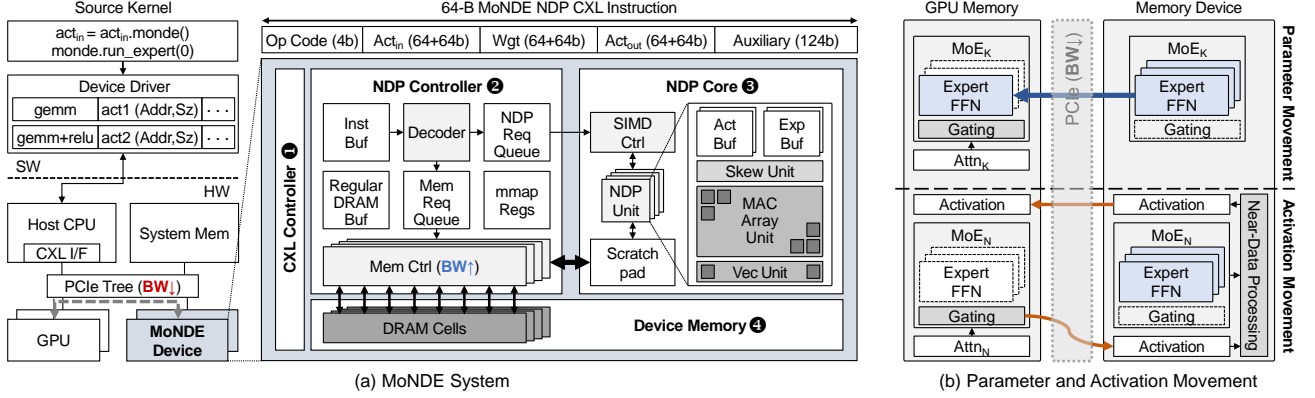 Source Kernel
act_in = act_in.monde()
monde.run_expert(0)
Device Driver
gemm act1 (Addr,Sz) ...
gemm+relu act2 (Addr,Sz) ...
SW
HW
Host CPU
CXL I/F
System Mem
PCIe Tree (BW↓)
GPU
MoNDE
Device
64-B MoNDE NDP CXL Instruction
Op Code (4b) Act_in (64+64b) Wgt (64+64b) Act_out (64+64b) Auxiliary (124b)
CXL Controller ❶
NDP Controller ❷
Inst
Buf
Decoder
NDP
Req
Queue
Regular
DRAM
Buf
Mem
Req
Queue
mmap
Regs
Mem Ctrl (BW↑)
NDP Core ❸
SIMD
Ctrl
NDP
Unit
Scratch
pad
Act
Buf
Exp
Buf
Skew Unit
MAC
Array
Unit
Vec Unit
DRAM Cells
Device Memory ❹
(a) MoNDE System
GPU Memory
Memory Device
MoE_K
Expert
FFN
Gating
Attn_K
PCIe (BW↓)
MoE_K
Expert
FFN
Gating
Parameter Movement
Activation
MoE_N
Expert
FFN
Gating
Attn_N
Activation
MoE_N
Expert
FFN
Gating
Activation
Near-Data Processing
Activation Movement
(b) Parameter and Activation Movement